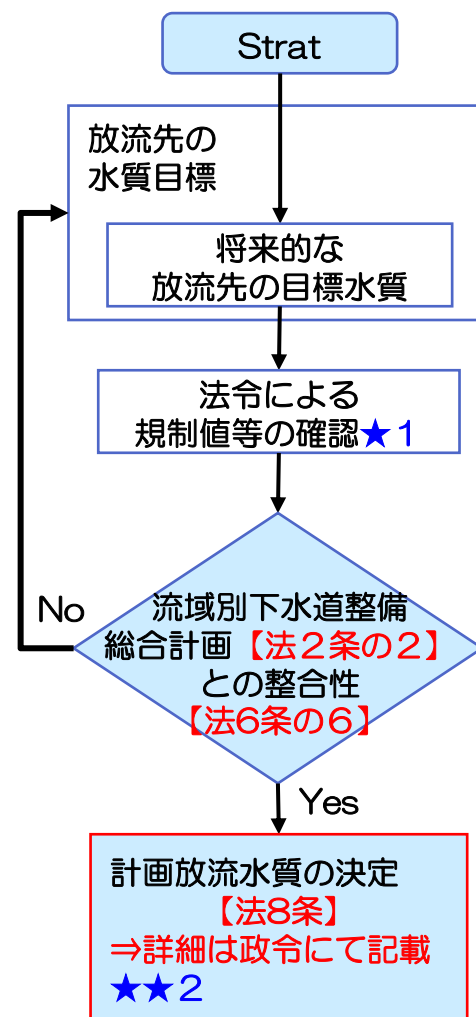 Strat
放流先の
水質目標
将来的な
放流先の目標水質
法令による
規制値等の確認★１
No
流域別下水道整備
総合計画【法２条の２】
との整合性
【法６条の６】
Yes
計画放流水質の決定
【法８条】
⇒詳細は政令にて記載
★★２